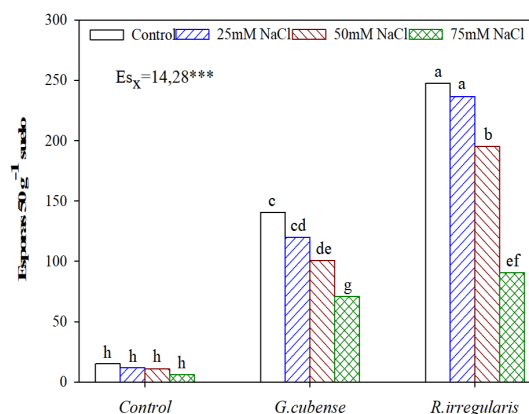 Control 25mM NaCl 50mM NaCl 75mM NaCl
Es x=14,28***
Esporas 50 g-1 suelo
300
250
200
150
100
50
0
h h h h
c cd de g
a a b ef
Control G.cubense R.irregularis